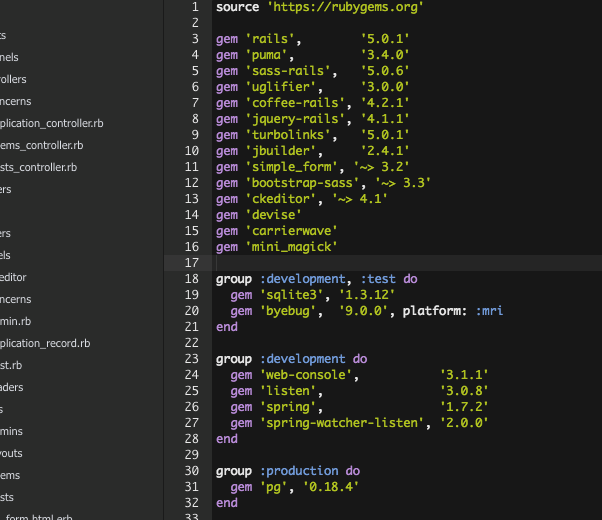 ts
nels
rollers
ncerns
plication_controller.rb
ems_controller.rb
sts_controller.rb
ers
ers
els
editor
ncerns
min.rb
plication_record.rb
st.rb
aders
s
mins
youts
ems
sts
_form.html.erb
1 source 'https://rubygems.org'
2
3 gem 'rails',        '5.0.1'
4 gem 'puma',         '3.4.0'
5 gem 'sass-rails',   '5.0.6'
6 gem 'uglifier',     '3.0.0'
7 gem 'coffee-rails', '4.2.1'
8 gem 'jquery-rails', '4.1.1'
9 gem 'turbolinks',   '5.0.1'
10 gem 'jbuilder',     '2.4.1'
11 gem 'simple_form', '~> 3.2'
12 gem 'bootstrap-sass', '~> 3.3'
13 gem 'ckeditor', '~> 4.1'
14 gem 'devise'
15 gem 'carrierwave'
16 gem 'mini_magick'
17
18 group :development, :test do
19   gem 'sqlite3', '1.3.12'
20   gem 'byebug',  '9.0.0', platform: :mri
21 end
22
23 group :development do
24   gem 'web-console',           '3.1.1'
25   gem 'listen',                '3.0.8'
26   gem 'spring',                '1.7.2'
27   gem 'spring-watcher-listen', '2.0.0'
28 end
29
30 group :production do
31   gem 'pg', '0.18.4'
32 end
33